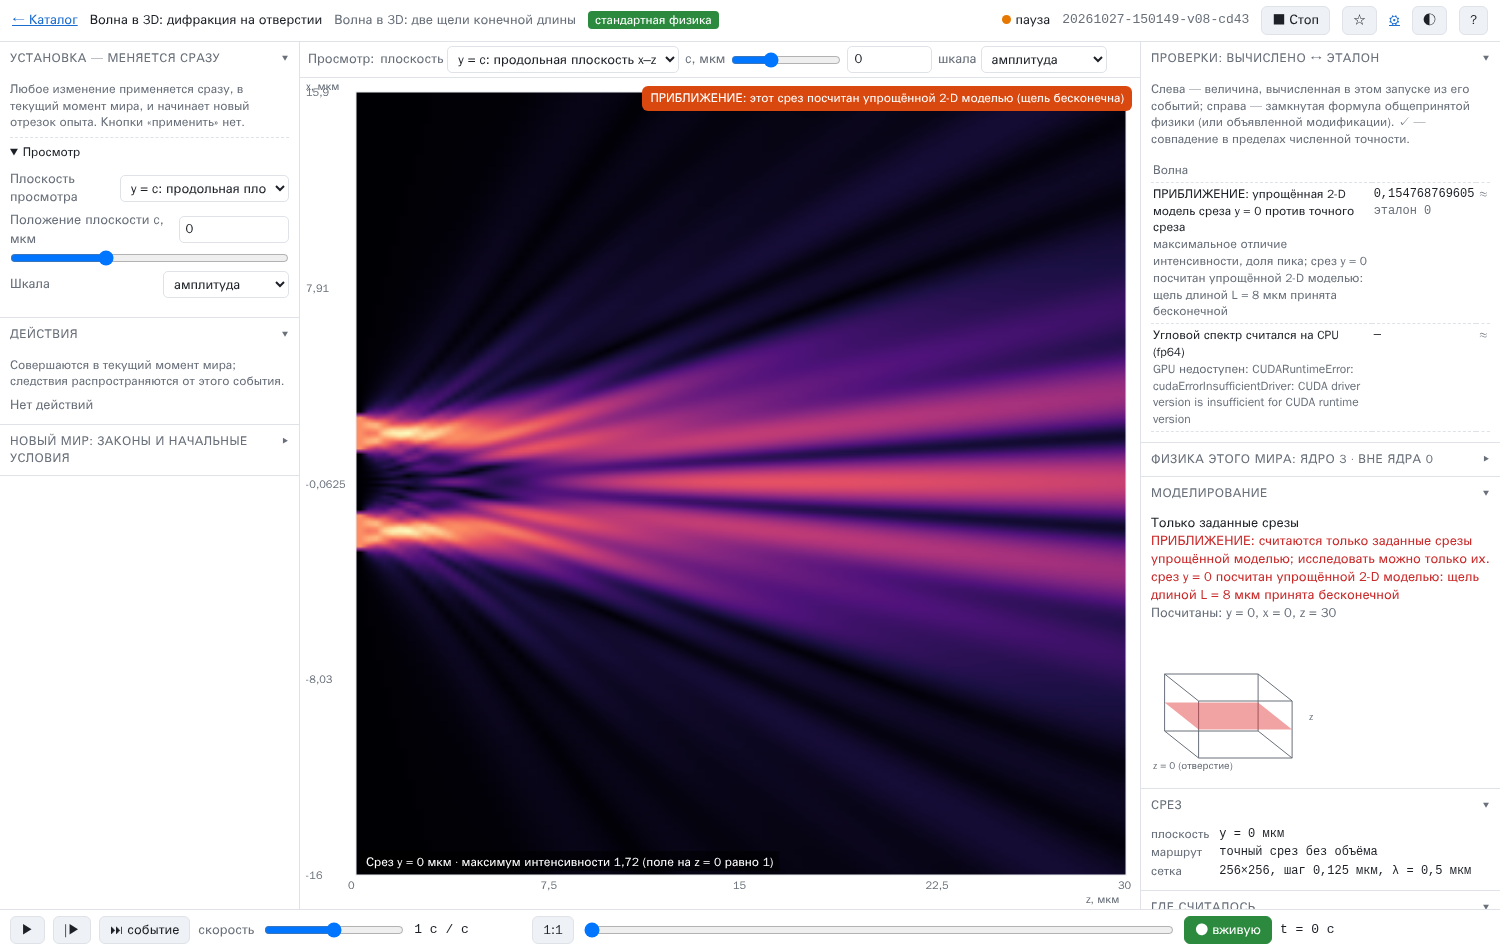 ← Каталог Волна в 3D: дифракция на отверстии Волна в 3D: две щели конечной длины стандартная физика пауза 20261027-150149-v08-cd43 Стоп ☆ ⚙ ?
УСТАНОВКА — МЕНЯЕТСЯ СРАЗУ
Любое изменение применяется сразу, в
текущий момент мира, и начинает новый
отрезок опыта. Кнопки «применить» нет.
Просмотр
Плоскость
просмотра
y = c: продольная пло
Положение плоскости c,
мкм
0
Шкала
амплитуда
ДЕЙСТВИЯ
Совершаются в текущий момент мира;
следствия распространяются от этого события.
Нет действий
НОВЫЙ МИР: ЗАКОНЫ И НАЧАЛЬНЫЕ
УСЛОВИЯ
Просмотр: плоскость y = c: продольная плоскость x–z c, мкм 0 шкала амплитуда
x, мкм
15,9
ПРИБЛИЖЕНИЕ: этот срез посчитан упрощённой 2-D моделью (щель бесконечна)
7,91
-0,0625
-8,03
-16
Срез y = 0 мкм · максимум интенсивности 1,72 (поле на z = 0 равно 1)
0 7,5 15 22,5 30
z, мкм
ПРОВЕРКИ: ВЫЧИСЛЕНО ↔ ЭТАЛОН
Слева — величина, вычисленная в этом запуске из его
событий; справа — замкнутая формула общепринятой
физики (или объявленной модификации). ✓ —
совпадение в пределах численной точности.
Волна
ПРИБЛИЖЕНИЕ: упрощённая 2-D
модель среза y = 0 против точного
среза
0,154768769605 ≈
эталон 0
максимальное отличие
интенсивности, доля пика; срез y = 0
посчитан упрощённой 2-D моделью:
щель длиной L = 8 мкм принята
бесконечной
Угловой спектр считался на CPU
(fp64)
— ≈
GPU недоступен: CUDARuntimeError:
cudaErrorInsufficientDriver: CUDA driver
version is insufficient for CUDA runtime
version
ФИЗИКА ЭТОГО МИРА: ЯДРО 3 · ВНЕ ЯДРА 0
МОДЕЛИРОВАНИЕ
Только заданные срезы
ПРИБЛИЖЕНИЕ: считаются только заданные срезы
упрощённой моделью; исследовать можно только их.
срез y = 0 посчитан упрощённой 2-D моделью: щель
длиной L = 8 мкм принята бесконечной
Посчитаны: y = 0, x = 0, z = 30
z
z = 0 (отверстие)
СРЕЗ
плоскость y = 0 мкм
маршрут точный срез без объёма
сетка 256×256, шаг 0,125 мкм, λ = 0,5 мкм
ГДЕ СЧИТАЛОСЬ
событие скорость 1 с / с 1:1 вживую t = 0 с